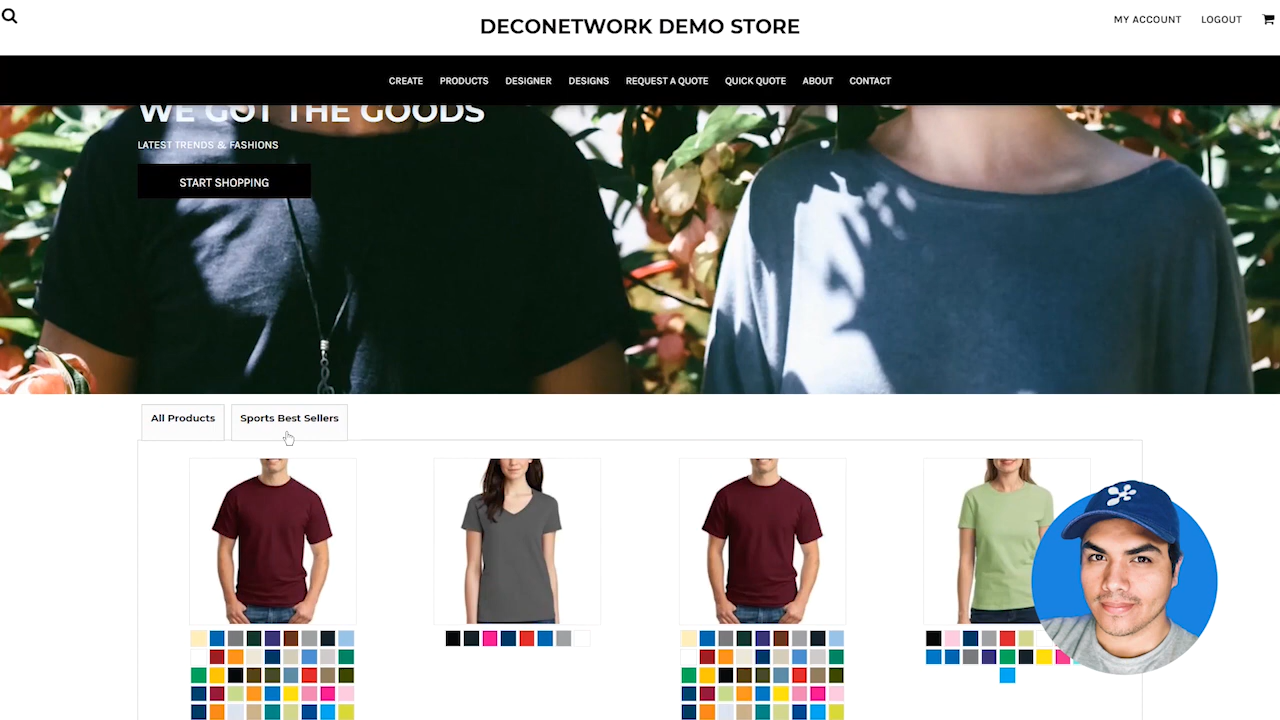 DECONETWORK DEMO STORE
MY ACCOUNT LOGOUT
CREATE PRODUCTS DESIGNER DESIGNS REQUEST A QUOTE QUICK QUOTE ABOUT CONTACT
WE GOT THE GOODS
LATEST TRENDS & FASHIONS
START SHOPPING
All Products Sports Best Sellers